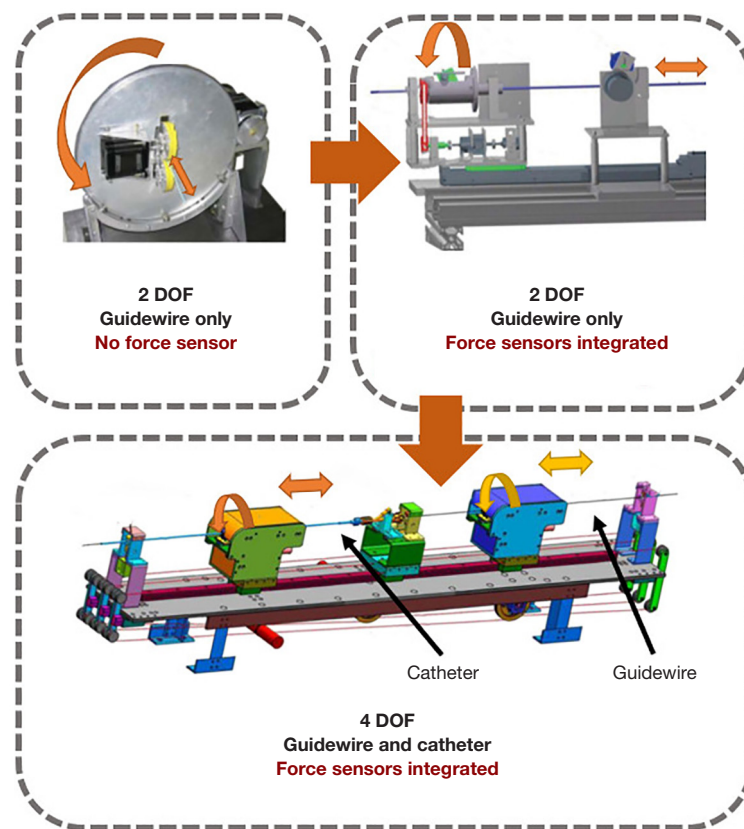 2 DOF
Guidewire only
No force sensor
2 DOF
Guidewire only
Force sensors integrated
Catheter
Guidewire
4 DOF
Guidewire and catheter
Force sensors integrated